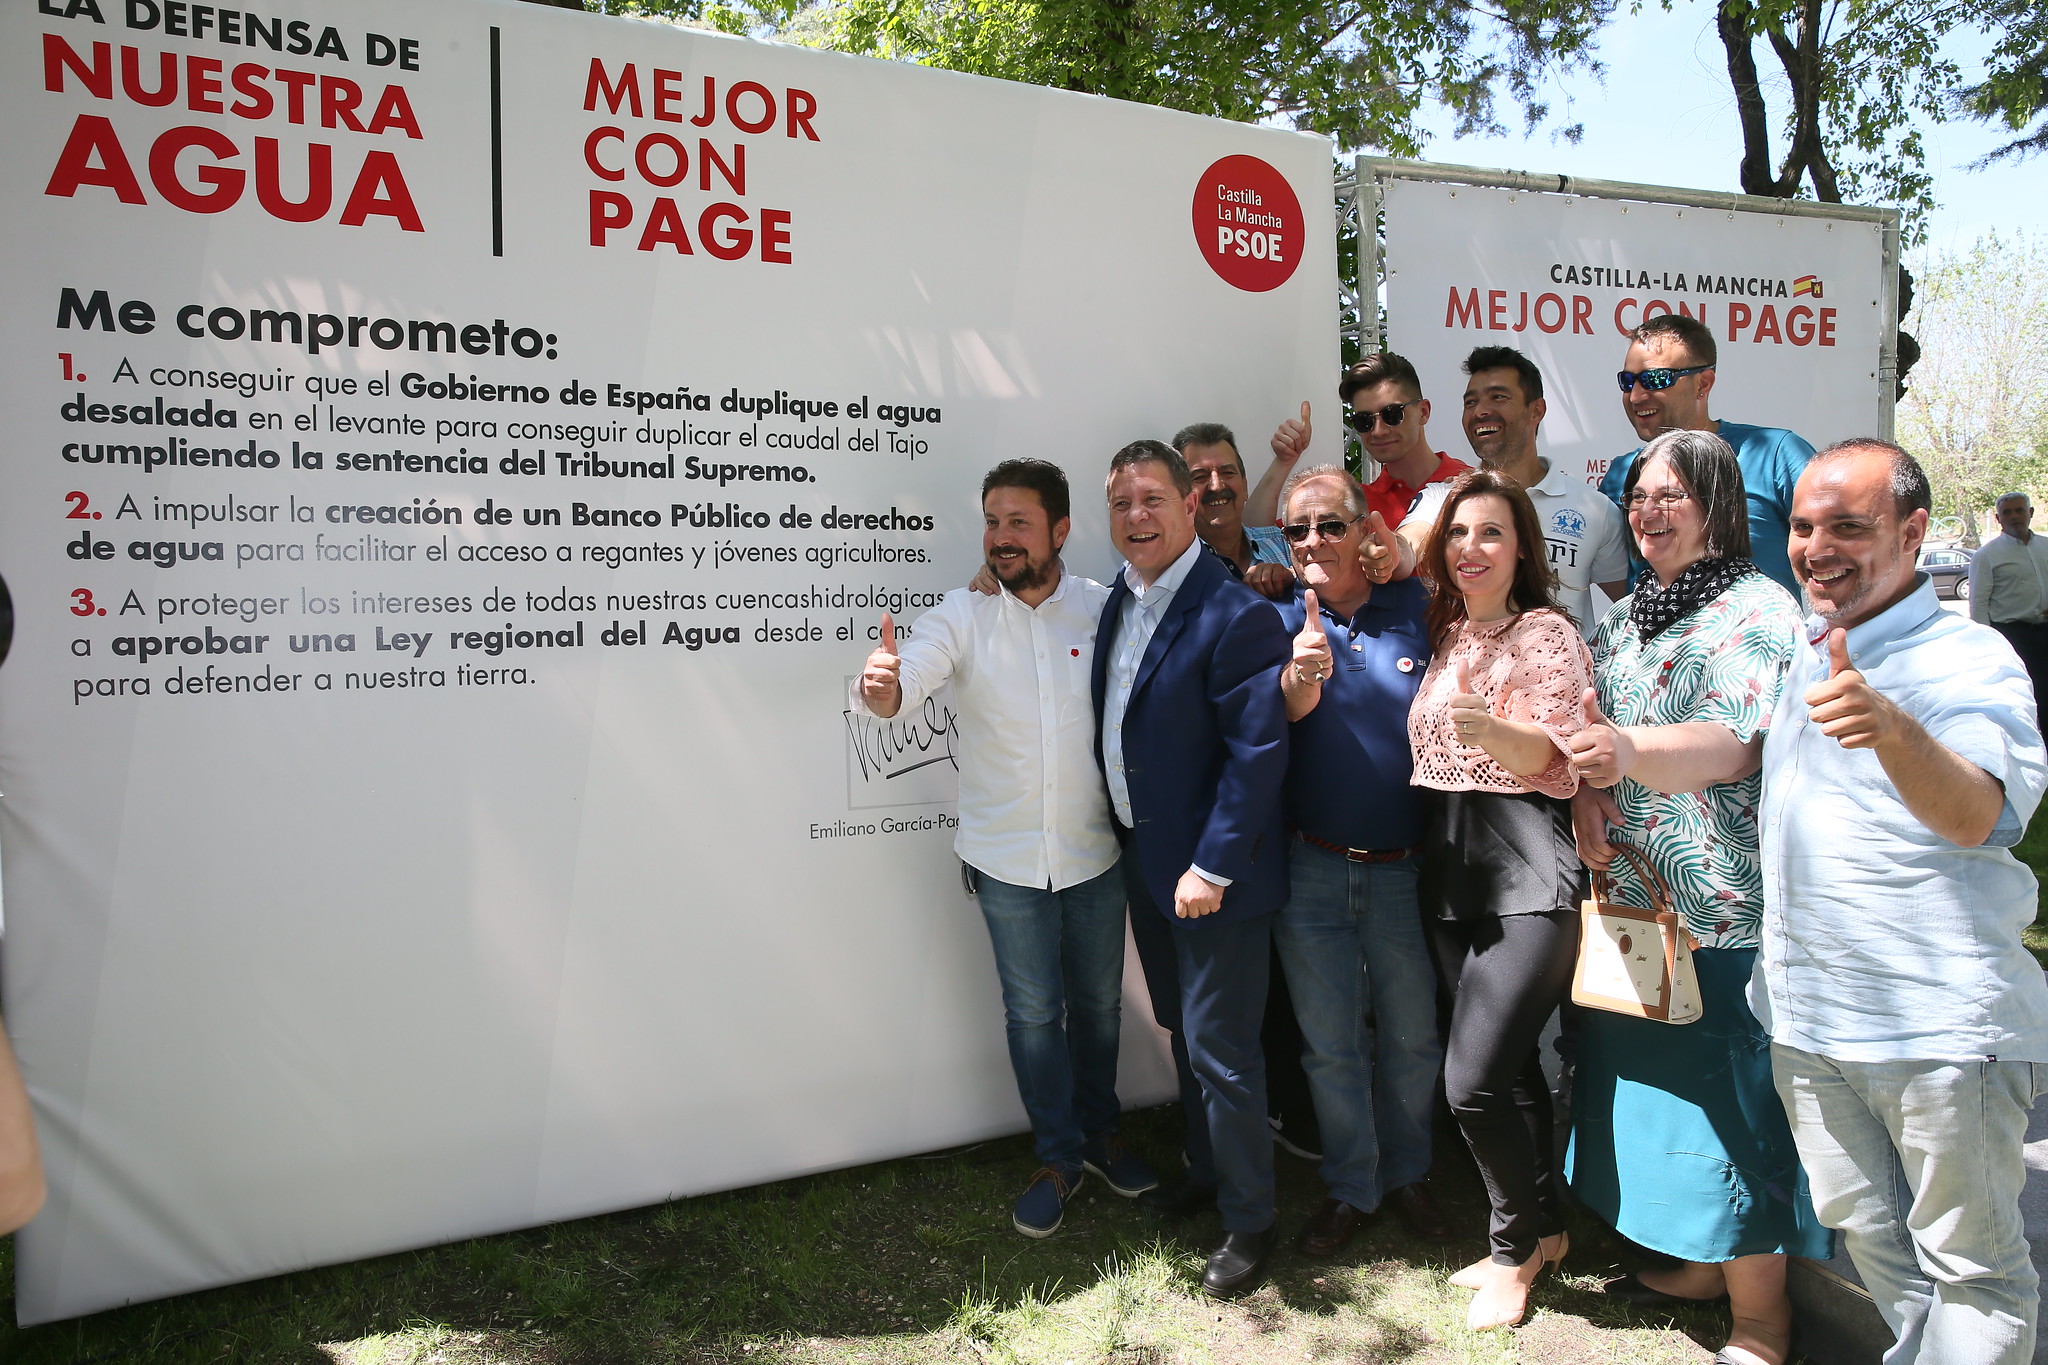 LA DEFENSA DE
NUESTRA
AGUA
MEJOR
CON
PAGE
Castilla
La Mancha
PSOE
Me comprometo:
1. A conseguir que el Gobierno de España duplique el agua
desalada en el levante para conseguir duplicar el caudal del Tajo
cumpliendo la sentencia del Tribunal Supremo.
2. A impulsar la creación de un Banco Público de derechos
de agua para facilitar el acceso a regantes y jóvenes agricultores.
3. A proteger los intereses de todas nuestras cuencashidrológicas
a aprobar una Ley regional del Agua desde el
para defender a nuestra tierra.
Emiliano García-Pag
CASTILLA-LA MANCHA
MEJOR CON PAGE